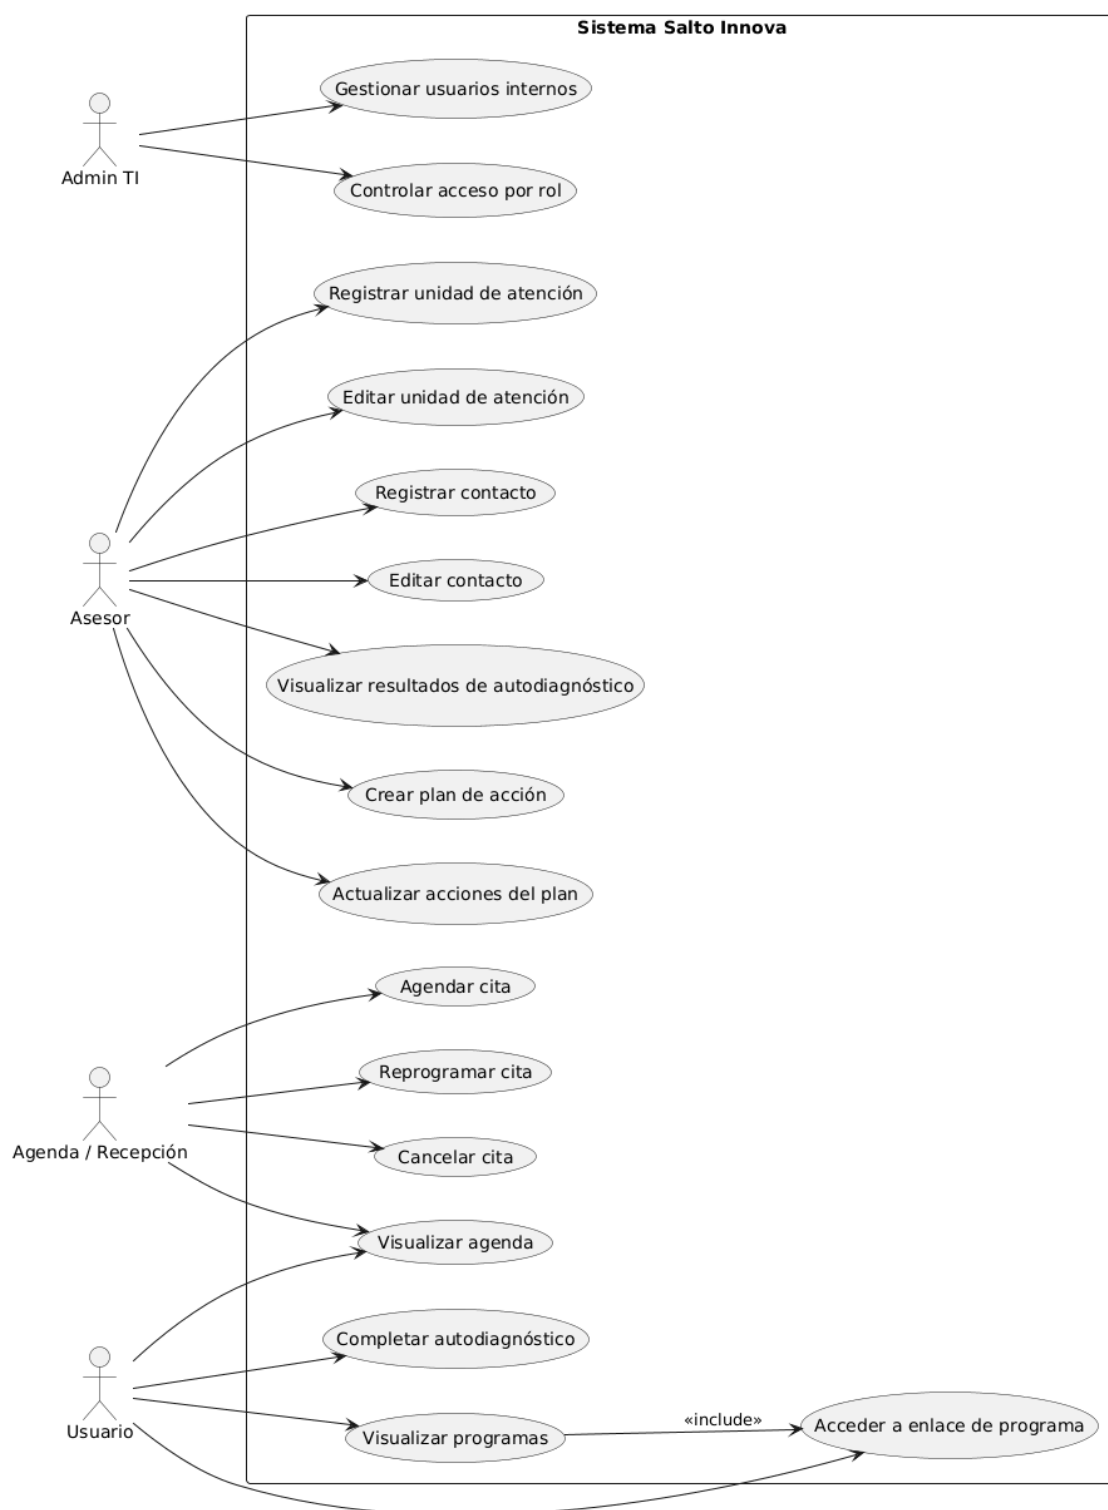 Sistema Salto Innova
Gestionar usuarios internos
Admin TI
Controlar acceso por rol
Registrar unidad de atención
Editar unidad de atención
Registrar contacto
Editar contacto
Asesor
Visualizar resultados de autodiagnóstico
Crear plan de acción
Actualizar acciones del plan
Agendar cita
Reprogramar cita
Agenda / Recepción
Cancelar cita
Visualizar agenda
Completar autodiagnóstico
Usuario
Visualizar programas
«include»
Acceder a enlace de programa